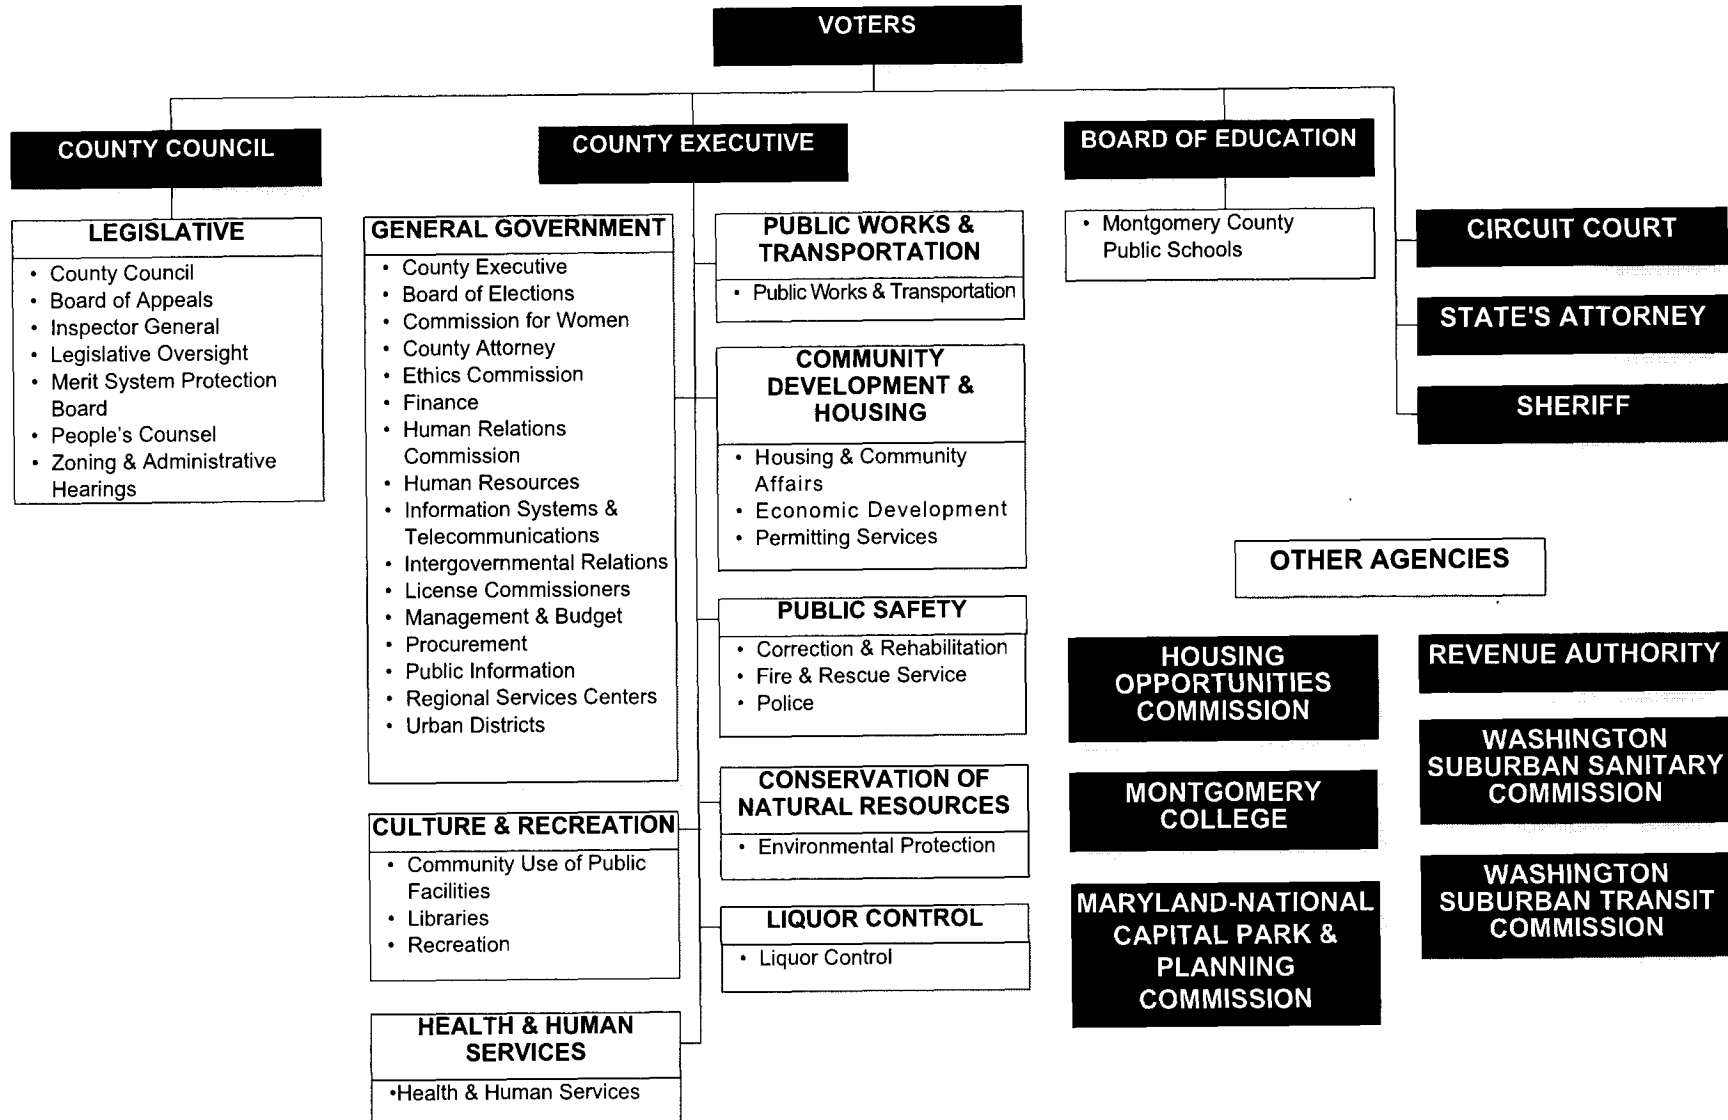 VOTERS
COUNTY COUNCIL
COUNTY EXECUTIVE
BOARD OF EDUCATION
LEGISLATIVE
• County Council
• Board of Appeals
• Inspector General
• Legislative Oversight
• Merit System Protection
Board
• People's Counsel
• Zoning & Administrative
Hearings
GENERAL GOVERNMENT
• County Executive
• Board of Elections
• Commission for Women
• County Attorney
• Ethics Commission
• Finance
• Human Relations
Commission
• Human Resources
• Information Systems &
Telecommunications
• Intergovernmental Relations
• License Commissioners
• Management & Budget
• Procurement
• Public Information
• Regional Services Centers
• Urban Districts
CULTURE & RECREATION
• Community Use of Public
Facilities
• Libraries
• Recreation
HEALTH & HUMAN
SERVICES
•Health & Human Services
PUBLIC WORKS &
TRANSPORTATION
• Public Works & Transportation
COMMUNITY
DEVELOPMENT &
HOUSING
• Housing & Community
Affairs
• Economic Development
• Permitting Services
PUBLIC SAFETY
• Correction & Rehabilitation
• Fire & Rescue Service
• Police
CONSERVATION OF
NATURAL RESOURCES
• Environmental Protection
LIQUOR CONTROL
• Liquor Control
• Montgomery County
Public Schools
CIRCUIT COURT
STATE'S ATTORNEY
SHERIFF
OTHER AGENCIES
HOUSING
OPPORTUNITIES
COMMISSION
MONTGOMERY
COLLEGE
MARYLAND-NATIONAL
CAPITAL PARK &
PLANNING
COMMISSION
REVENUE AUTHORITY
WASHINGTON
SUBURBAN SANITARY
COMMISSION
WASHINGTON
SUBURBAN TRANSIT
COMMISSION